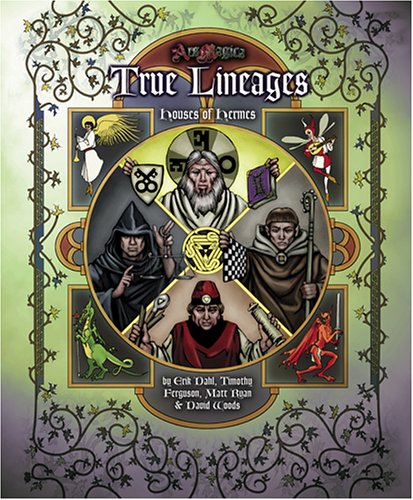 Ars Magica
True Lineages
Houses of Hermes
by Erik Dahl, Timothy
Ferguson, Matt Ryan
& David Woods